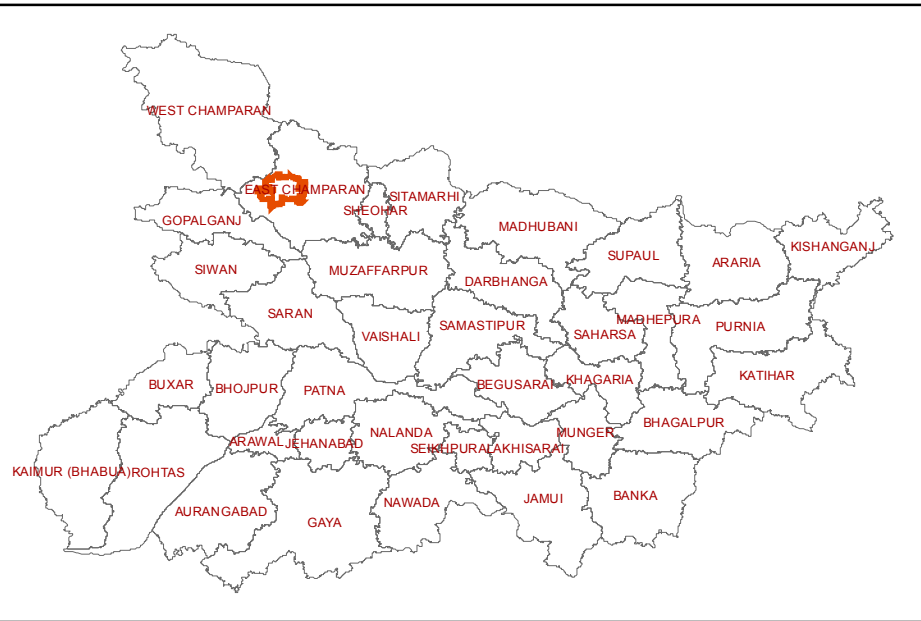 WEST CHAMPARAN
EAST CHAMPARAN
SITAMARHI
SHEOHAR
GOPALGANJ
MADHUBANI
KISHANGANJ
SUPAUL
ARARIA
SIWAN
MUZAFFARPUR
DARBHANGA
SARAN
MADHEPURA
SAMASTIPUR
PURNIA
VAISHALI
SAHARSA
KATIHAR
BUXAR
BHOJPUR
PATNA
BEGUSARAI
KHAGARIA
BHAGALPUR
NALANDA
MUNGER
ARAWAL
JEHANABAD
SEIKHPURA
LAKHISARAT
KAIMUR (BHABUA)
ROHTAS
JAMUI
BANKA
NAWADA
AURANGABAD
GAYA